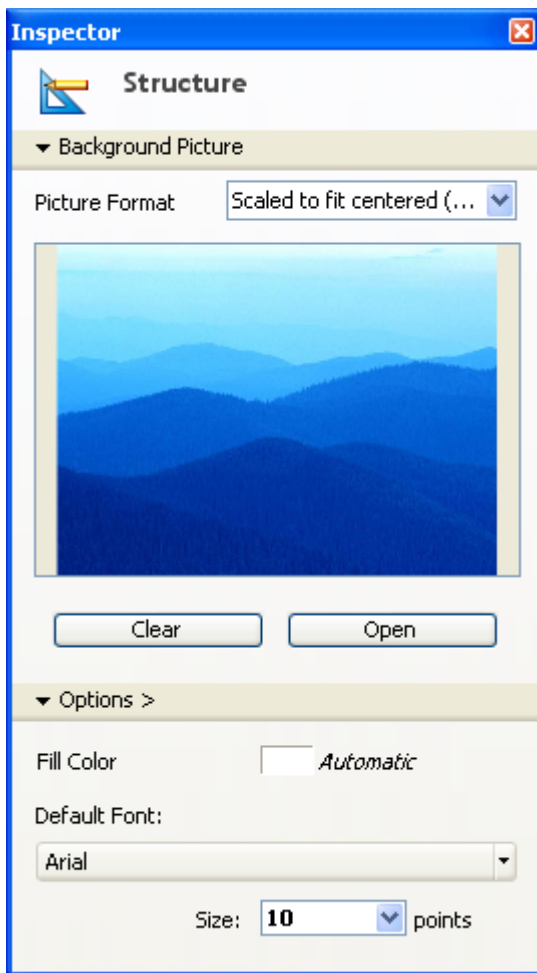 Inspector
Structure
Background Picture
Picture Format Scaled to fit centered (...
Clear Open
Options >
Fill Color Automatic
Default Font:
Arial
Size: 10 points